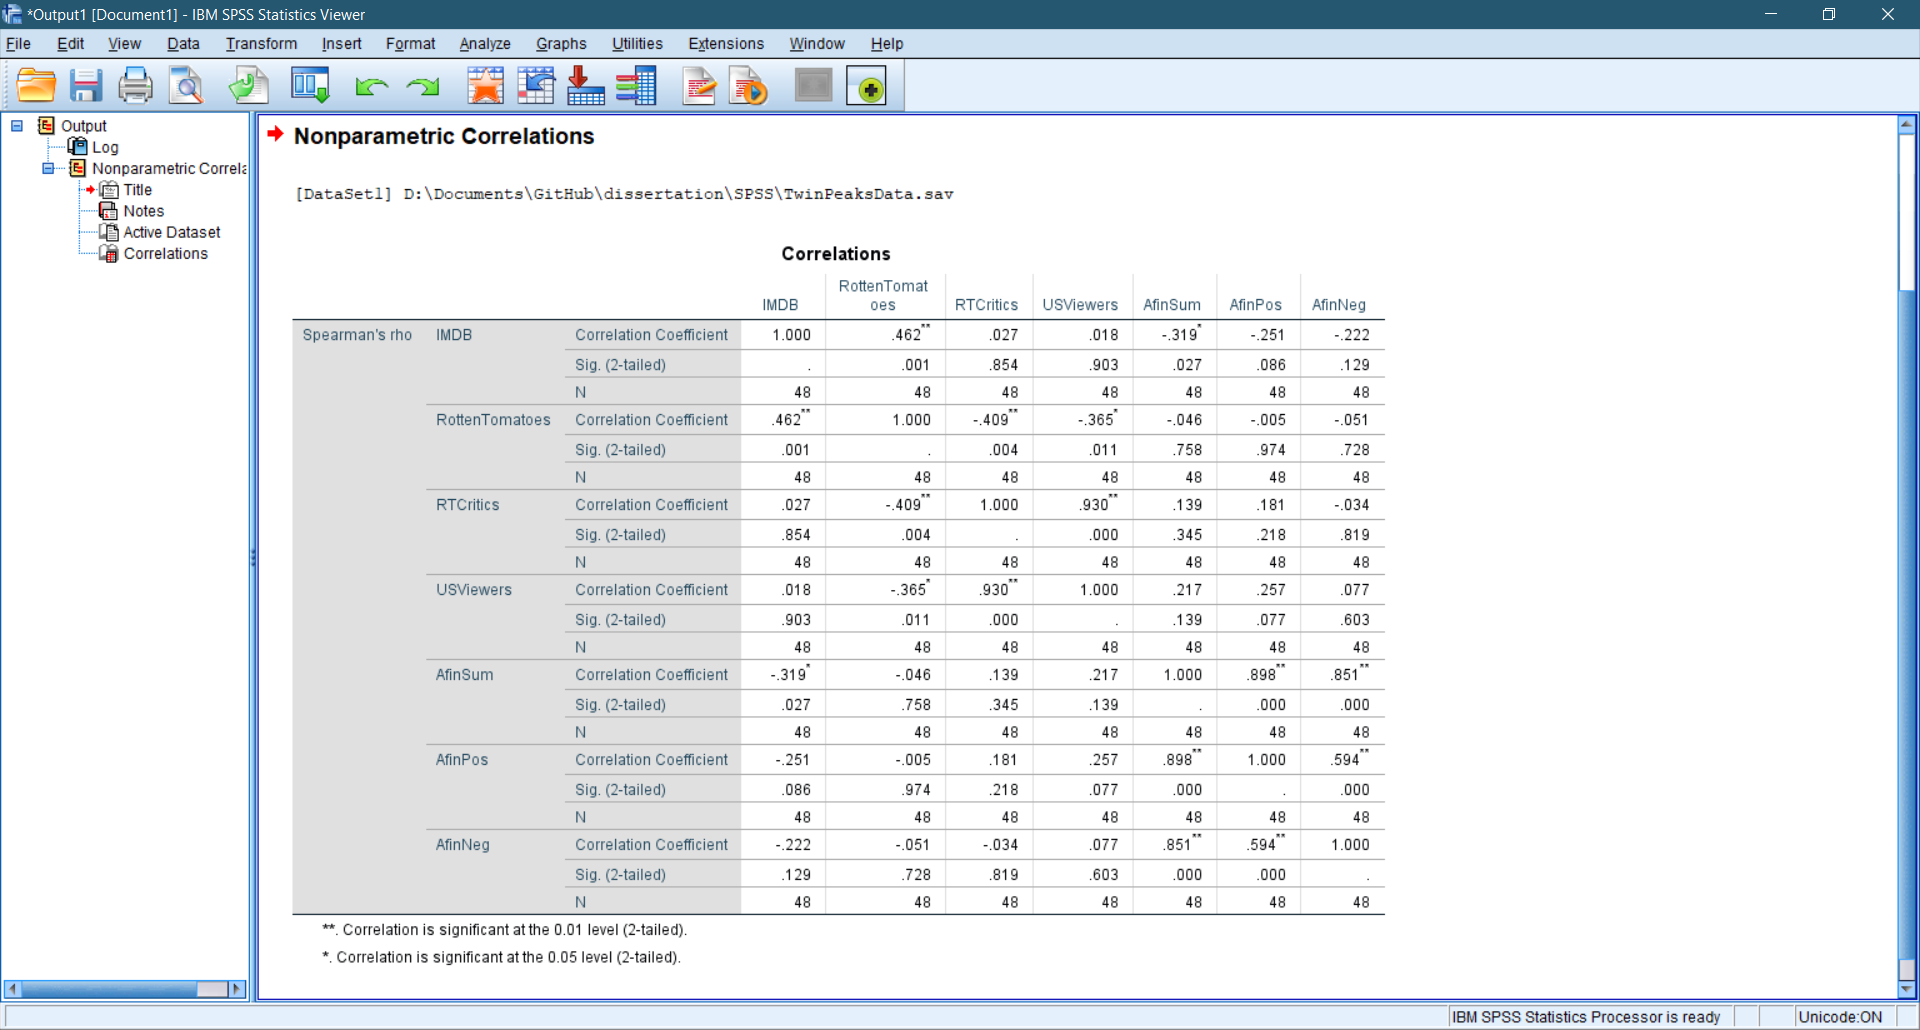 *Output1 [Document1] - IBM SPSS Statistics Viewer
File Edit View Data Transform Insert Format Analyze Graphs Utilities Extensions Window Help
Output
Log
Nonparametric Correla
Title
Notes
Active Dataset
Correlations
Nonparametric Correlations
[DataSet1] D:\Documents\GitHub\dissertation\SPSS\TwinPeaksData.sav
Correlations
IMDB RottenTomat RTCritics USViewers AfinSum AfinPos AfinNeg
oes
Spearman's rho IMDB Correlation Coefficient 1.000 .462** .027 .018 -.319* -.251 -.222
Sig. (2-tailed) . .001 .854 .903 .027 .086 .129
N 48 48 48 48 48 48 48
RottenTomatoes Correlation Coefficient .462** 1.000 -.409** -.365* -.046 -.005 -.051
Sig. (2-tailed) .001 . .004 .011 .758 .974 .728
N 48 48 48 48 48 48 48
RTCritics Correlation Coefficient .027 -.409** 1.000 .930** .139 .181 -.034
Sig. (2-tailed) .854 .004 . .000 .345 .218 .819
N 48 48 48 48 48 48 48
USViewers Correlation Coefficient .018 -.365* .930** 1.000 .217 .257 .077
Sig. (2-tailed) .903 .011 .000 . .139 .077 .603
N 48 48 48 48 48 48 48
AfinSum Correlation Coefficient -.319* -.046 .139 .217 1.000 .898** .851**
Sig. (2-tailed) .027 .758 .345 .139 . .000 .000
N 48 48 48 48 48 48 48
AfinPos Correlation Coefficient -.251 -.005 .181 .257 .898** 1.000 .594**
Sig. (2-tailed) .086 .974 .218 .077 .000 . .000
N 48 48 48 48 48 48 48
AfinNeg Correlation Coefficient -.222 -.051 -.034 .077 .851** .594** 1.000
Sig. (2-tailed) .129 .728 .819 .603 .000 .000 .
N 48 48 48 48 48 48 48
**. Correlation is significant at the 0.01 level (2-tailed).
*. Correlation is significant at the 0.05 level (2-tailed).
IBM SPSS Statistics Processor is ready Unicode:ON